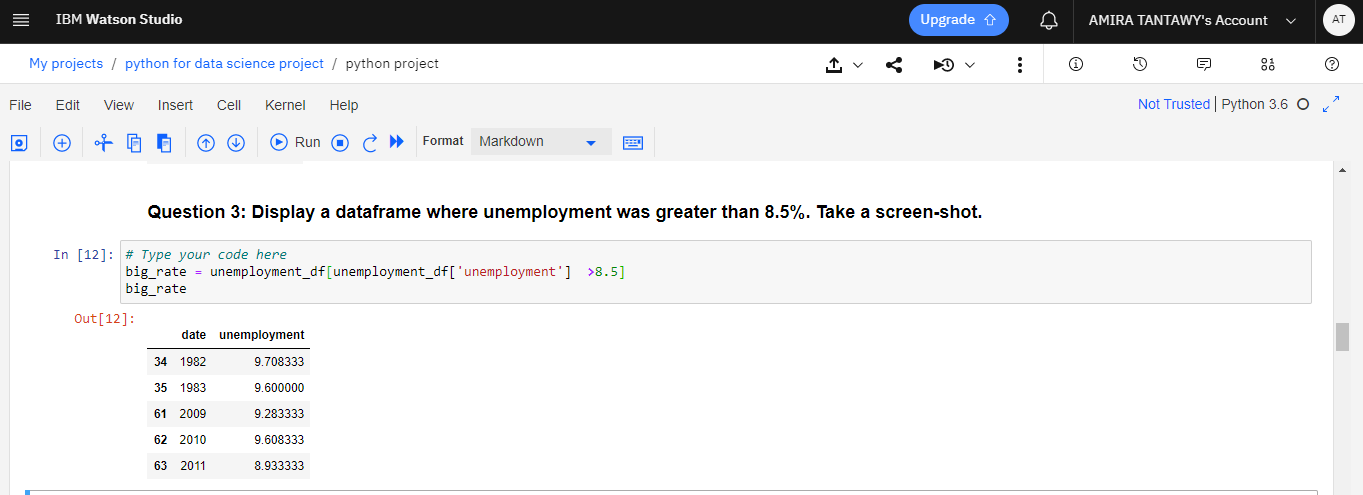 IBM Watson Studio
Upgrade
AMIRA TANTAWY's Account
AT
My projects / python for data science project / python project
File Edit View Insert Cell Kernel Help
Not Trusted | Python 3.6
Run
Format
Markdown
Question 3: Display a dataframe where unemployment was greater than 8.5%. Take a screen-shot.
In [12]:
# Type your code here
big_rate = unemployment_df[unemployment_df['unemployment']  >8.5]
big_rate
Out[12]:
date unemployment
34 1982 9.708333
35 1983 9.600000
61 2009 9.283333
62 2010 9.608333
63 2011 8.933333